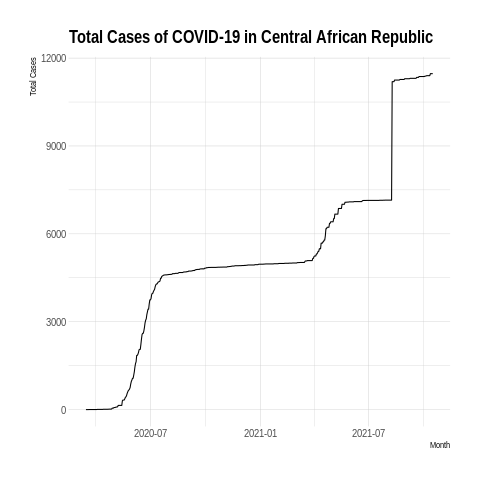 Total Cases of COVID-19 in Central African Republic
Total Cases
12000
9000
6000
3000
0
2020-07
2021-01
2021-07
Month